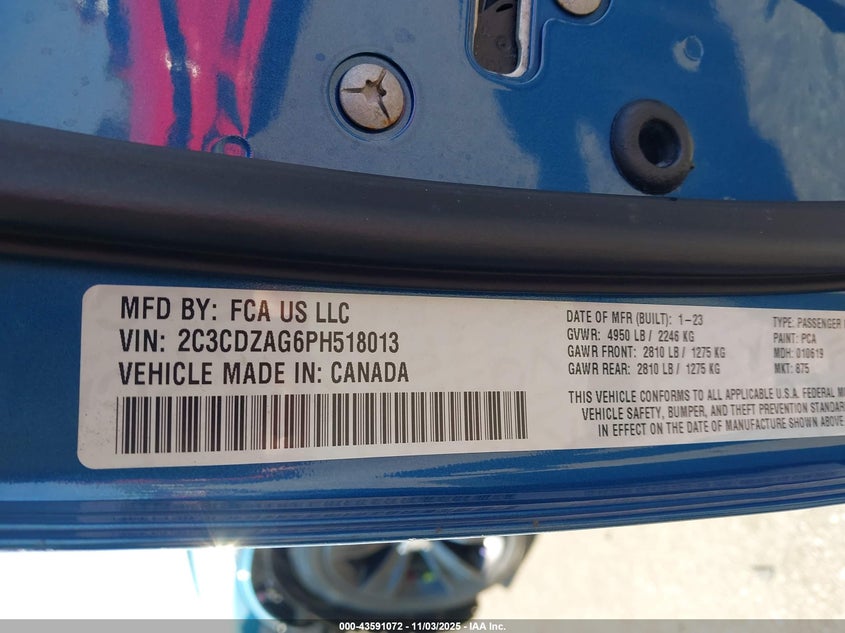 MFD BY: FCA US LLC
VIN: 2C3CDZAG6PH518013
VEHICLE MADE IN: CANADA
DATE OF MFR (BUILT): 1-23
GVWR: 4950 LB / 2246 KG
GAWR FRONT: 2810 LB / 1275 KG
GAWR REAR: 2810 LB / 1275 KG
TYPE: PASSENGER
PAINT: PCA
MDH: 010619
MKT: 875
THIS VEHICLE CONFORMS TO ALL APPLICABLE U.S.A. FEDERAL
VEHICLE SAFETY, BUMPER, AND THEFT PREVENTION
IN EFFECT ON THE DATE OF MANUFACTURE SHOWN ABOVE
000-43591072 - 11/03/2025 - IAA Inc.